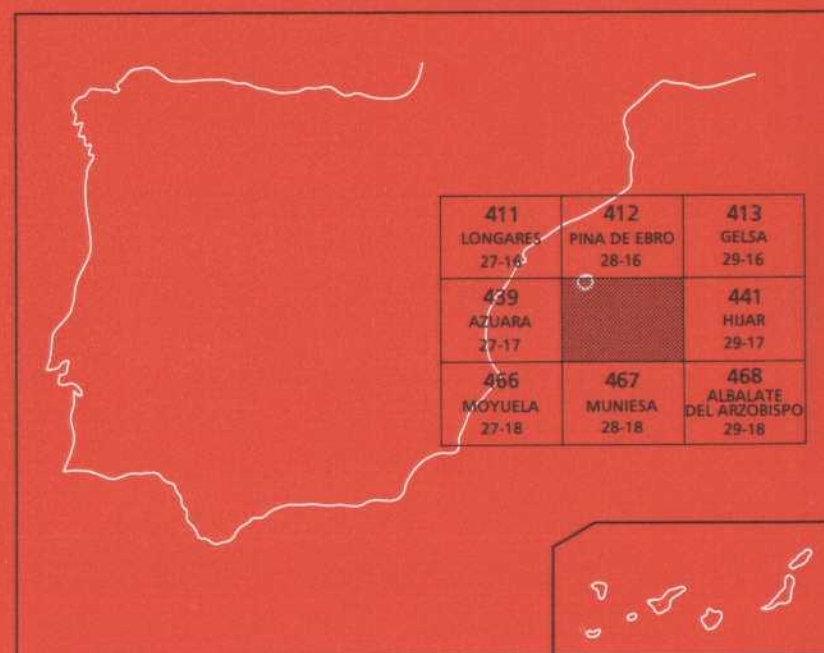 411
LONGARES
27-16
412
PINA DE EBRO
28-16
413
GELSA
29-16
439
AZUARA
27-17
441
HIJAR
29-17
466
MOYUELA
27-18
467
MUNIESA
28-18
468
ALBALATE
DEL ARZOBISPO
29-18